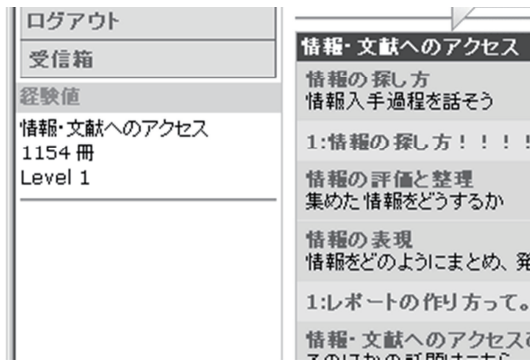 ログアウト
受信箱
経験値
情報・文献へのアクセス
1154 冊
Level 1
情報・文献へのアクセス
情報の探し方
情報入手過程を話そう
1:情報の探し方！！！！
情報の評価と整理
集めた情報をどうするか
情報の表現
情報をどのようにまとめ、発
1:レポートの作り方って。
情報・文献へのアクセス